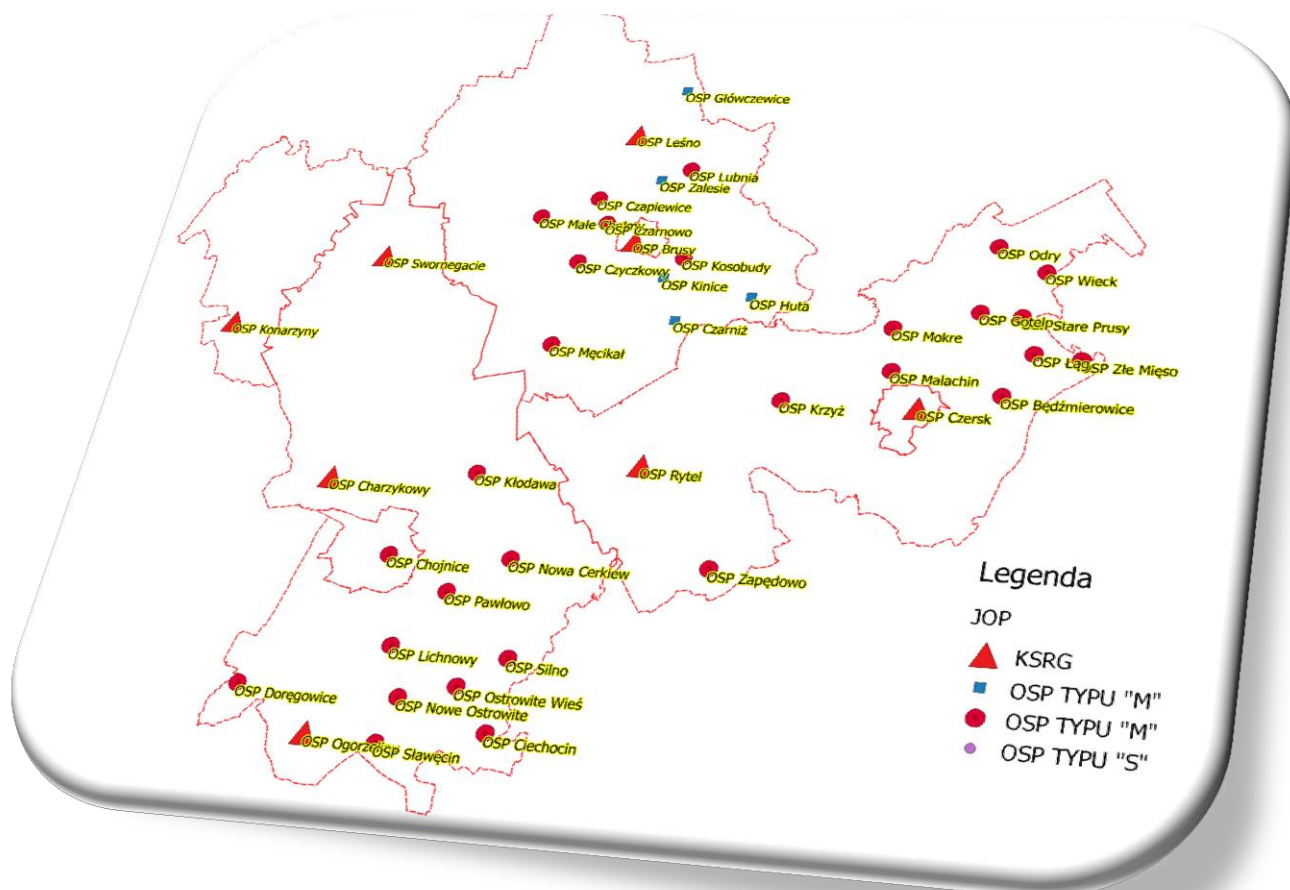 OSP Główczewice
OSP Leśno
OSP Lubnia
OSP Zalesie
OSP Czaplewice
OSP Małe
OSP Czarnowo
OSP Brusy
OSP Kosobudy
OSP Czyczkowy
OSP Kinice
OSP Huta
OSP Czarniż
OSP Męcikał
OSP Swornegacie
OSP Konarzyny
OSP Odry
OSP Wieck
OSP Stare Prusy
OSP Mokre
OSP Łąg
OSP Złe Mięso
OSP Malachin
OSP Będźmierowice
OSP Krzyż
OSP Czersk
OSP Rytel
OSP Kłodawa
OSP Charzykowy
OSP Chojnice
OSP Nowa Cerkiew
OSP Zapędowo
OSP Pawłowo
OSP Lichnowy
OSP Silno
OSP Doręgowice
OSP Ostrowite Wieś
OSP Nowe Ostrowite
OSP
OSP Sławęcin
OSP Ciechocin
Legenda
JOP
KSRG
OSP TYPU "M"
OSP TYPU "M"
OSP TYPU "S"